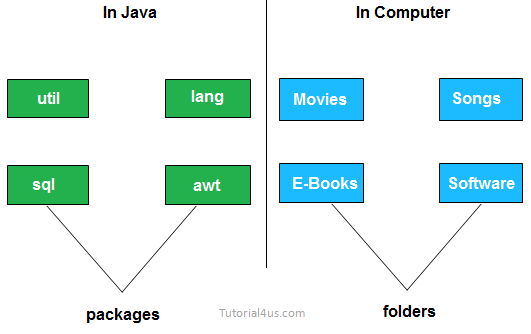 In Java
In Computer
util
lang
Movies
Songs
sql
awt
E-Books
Software
packages
Tutorial4us.com
folders